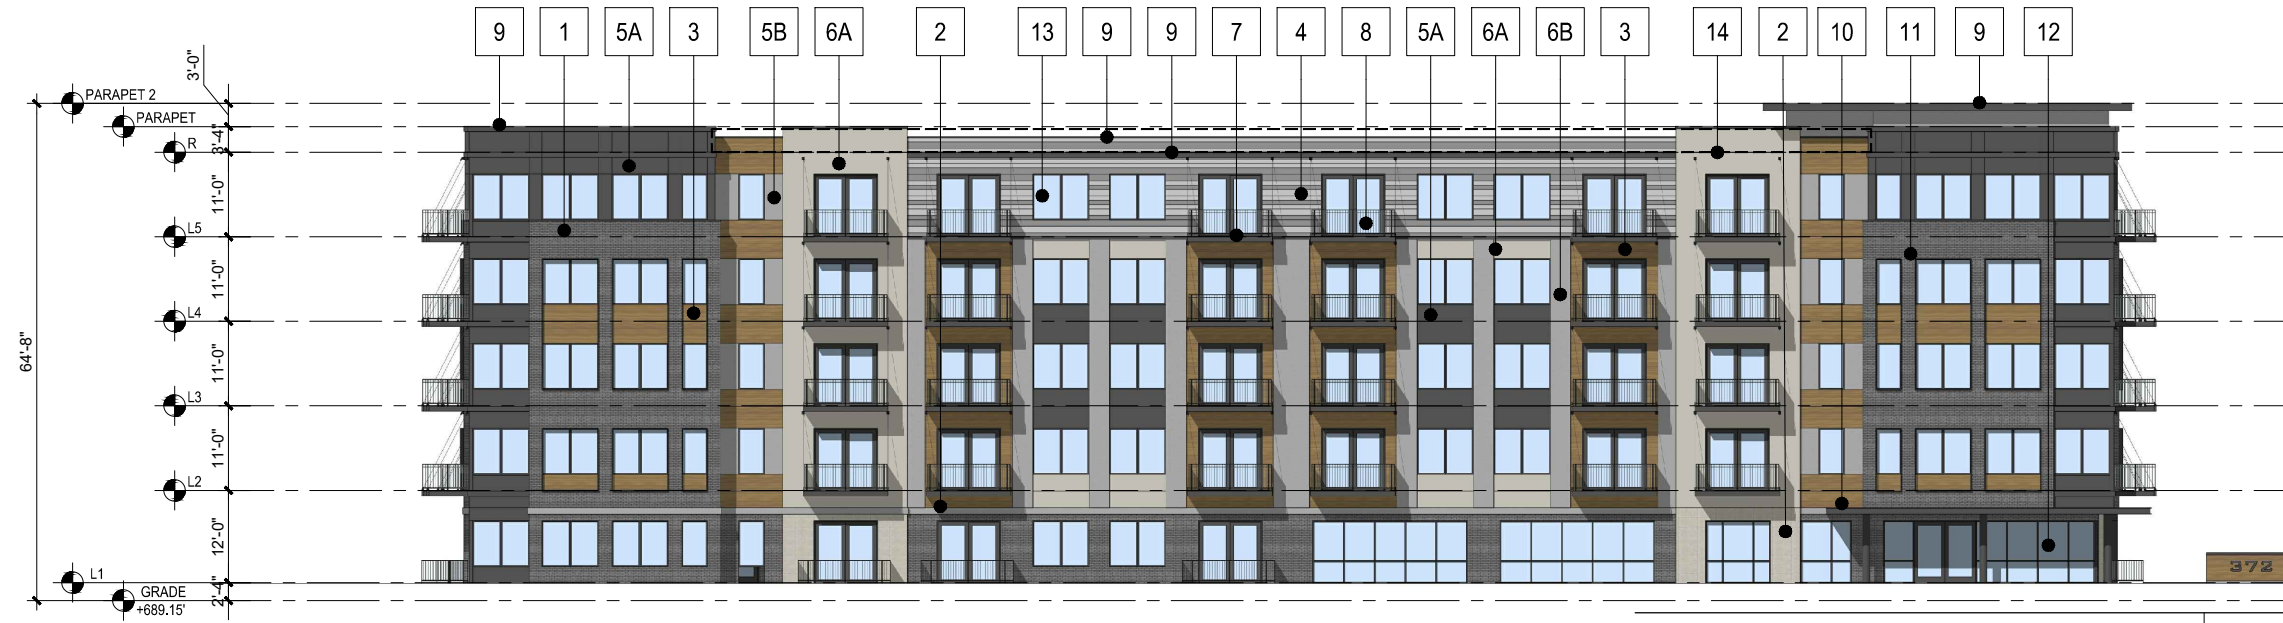 9 1 5A 3 5B 6A 2 13 9 9 7 4 8 5A 6A 6B 3 14 2 10 11 9 12
3'-0"
PARAPET 2
PARAPET
3'-4"
R
11'-0"
L5
11'-0"
L4
64'-8"
11'-0"
L3
11'-0"
L2
12'-0"
L1
2'-4"
GRADE
+689.15'
372